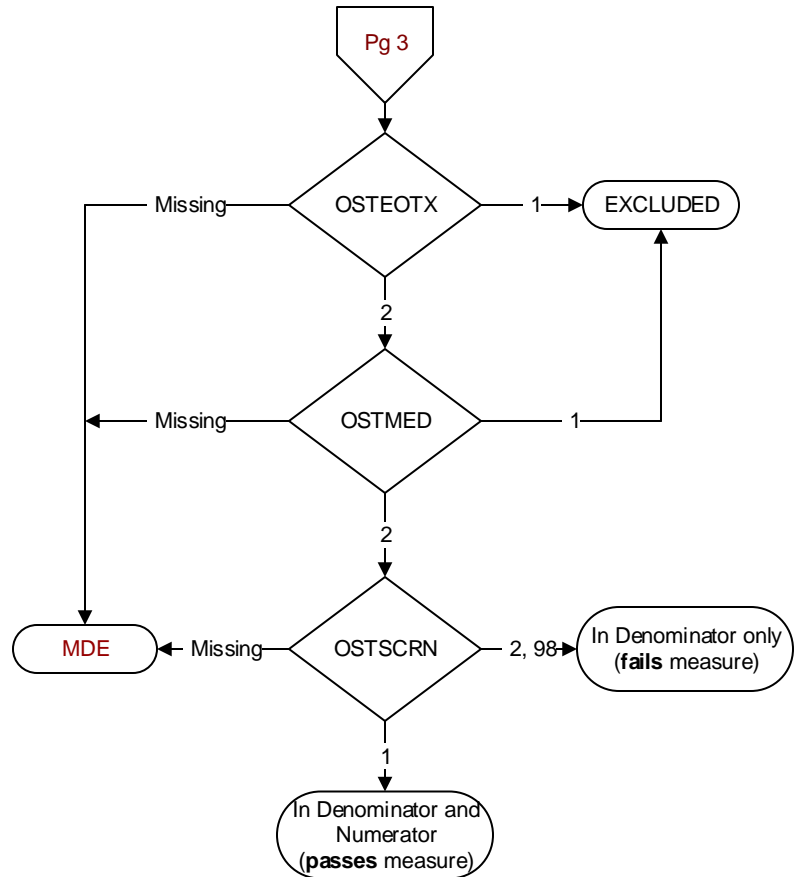 Pg 3
Missing
OSTEOTX
1
EXCLUDED
2
Missing
OSTMED
1
2
MDE
Missing
OSTSCRN
2, 98
In Denominator only
(fails measure)
1
In Denominator and
Numerator
(passes measure)